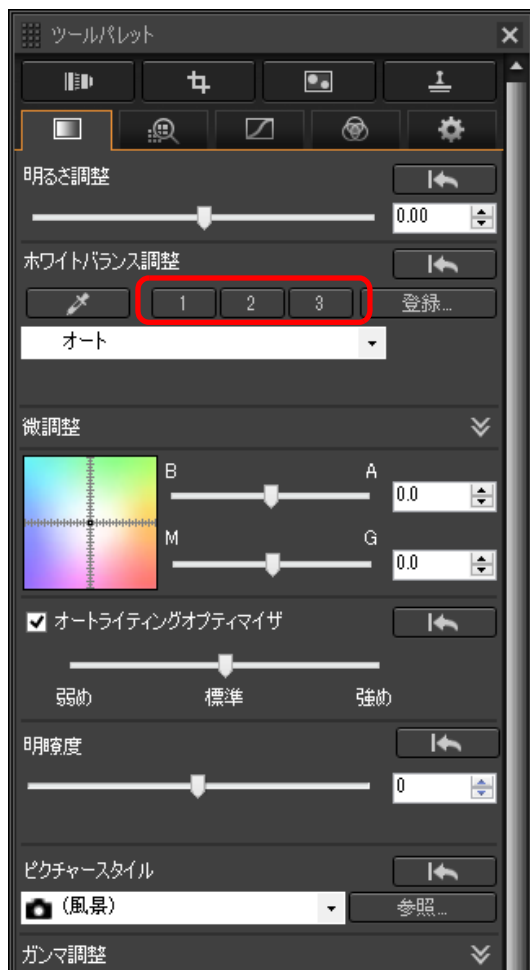 ツールパレット
明るさ調整
0.00
ホワイトバランス調整
1 2 3 登録...
オート
微調整
B A
0.0
M G
0.0
オートライティングオプティマイザ
弱め 標準 強め
明瞭度
0
ピクチャースタイル
(風景) 参照...
ガンマ調整